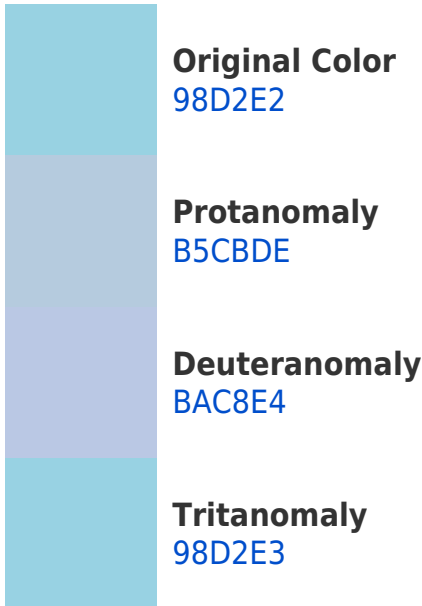 Original Color
98D2E2
Protanomaly
B5CBDE
Deuteranomaly
BAC8E4
Tritanomaly
98D2E3